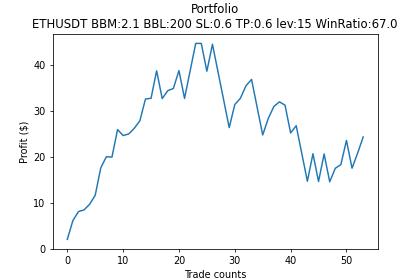 Portfolio
ETHUSDT BBM:2.1 BBL:200 SL:0.6 TP:0.6 lev:15 WinRatio:67.0
Profit ($)
40
30
20
10
0
0 10 20 30 40 50
Trade counts